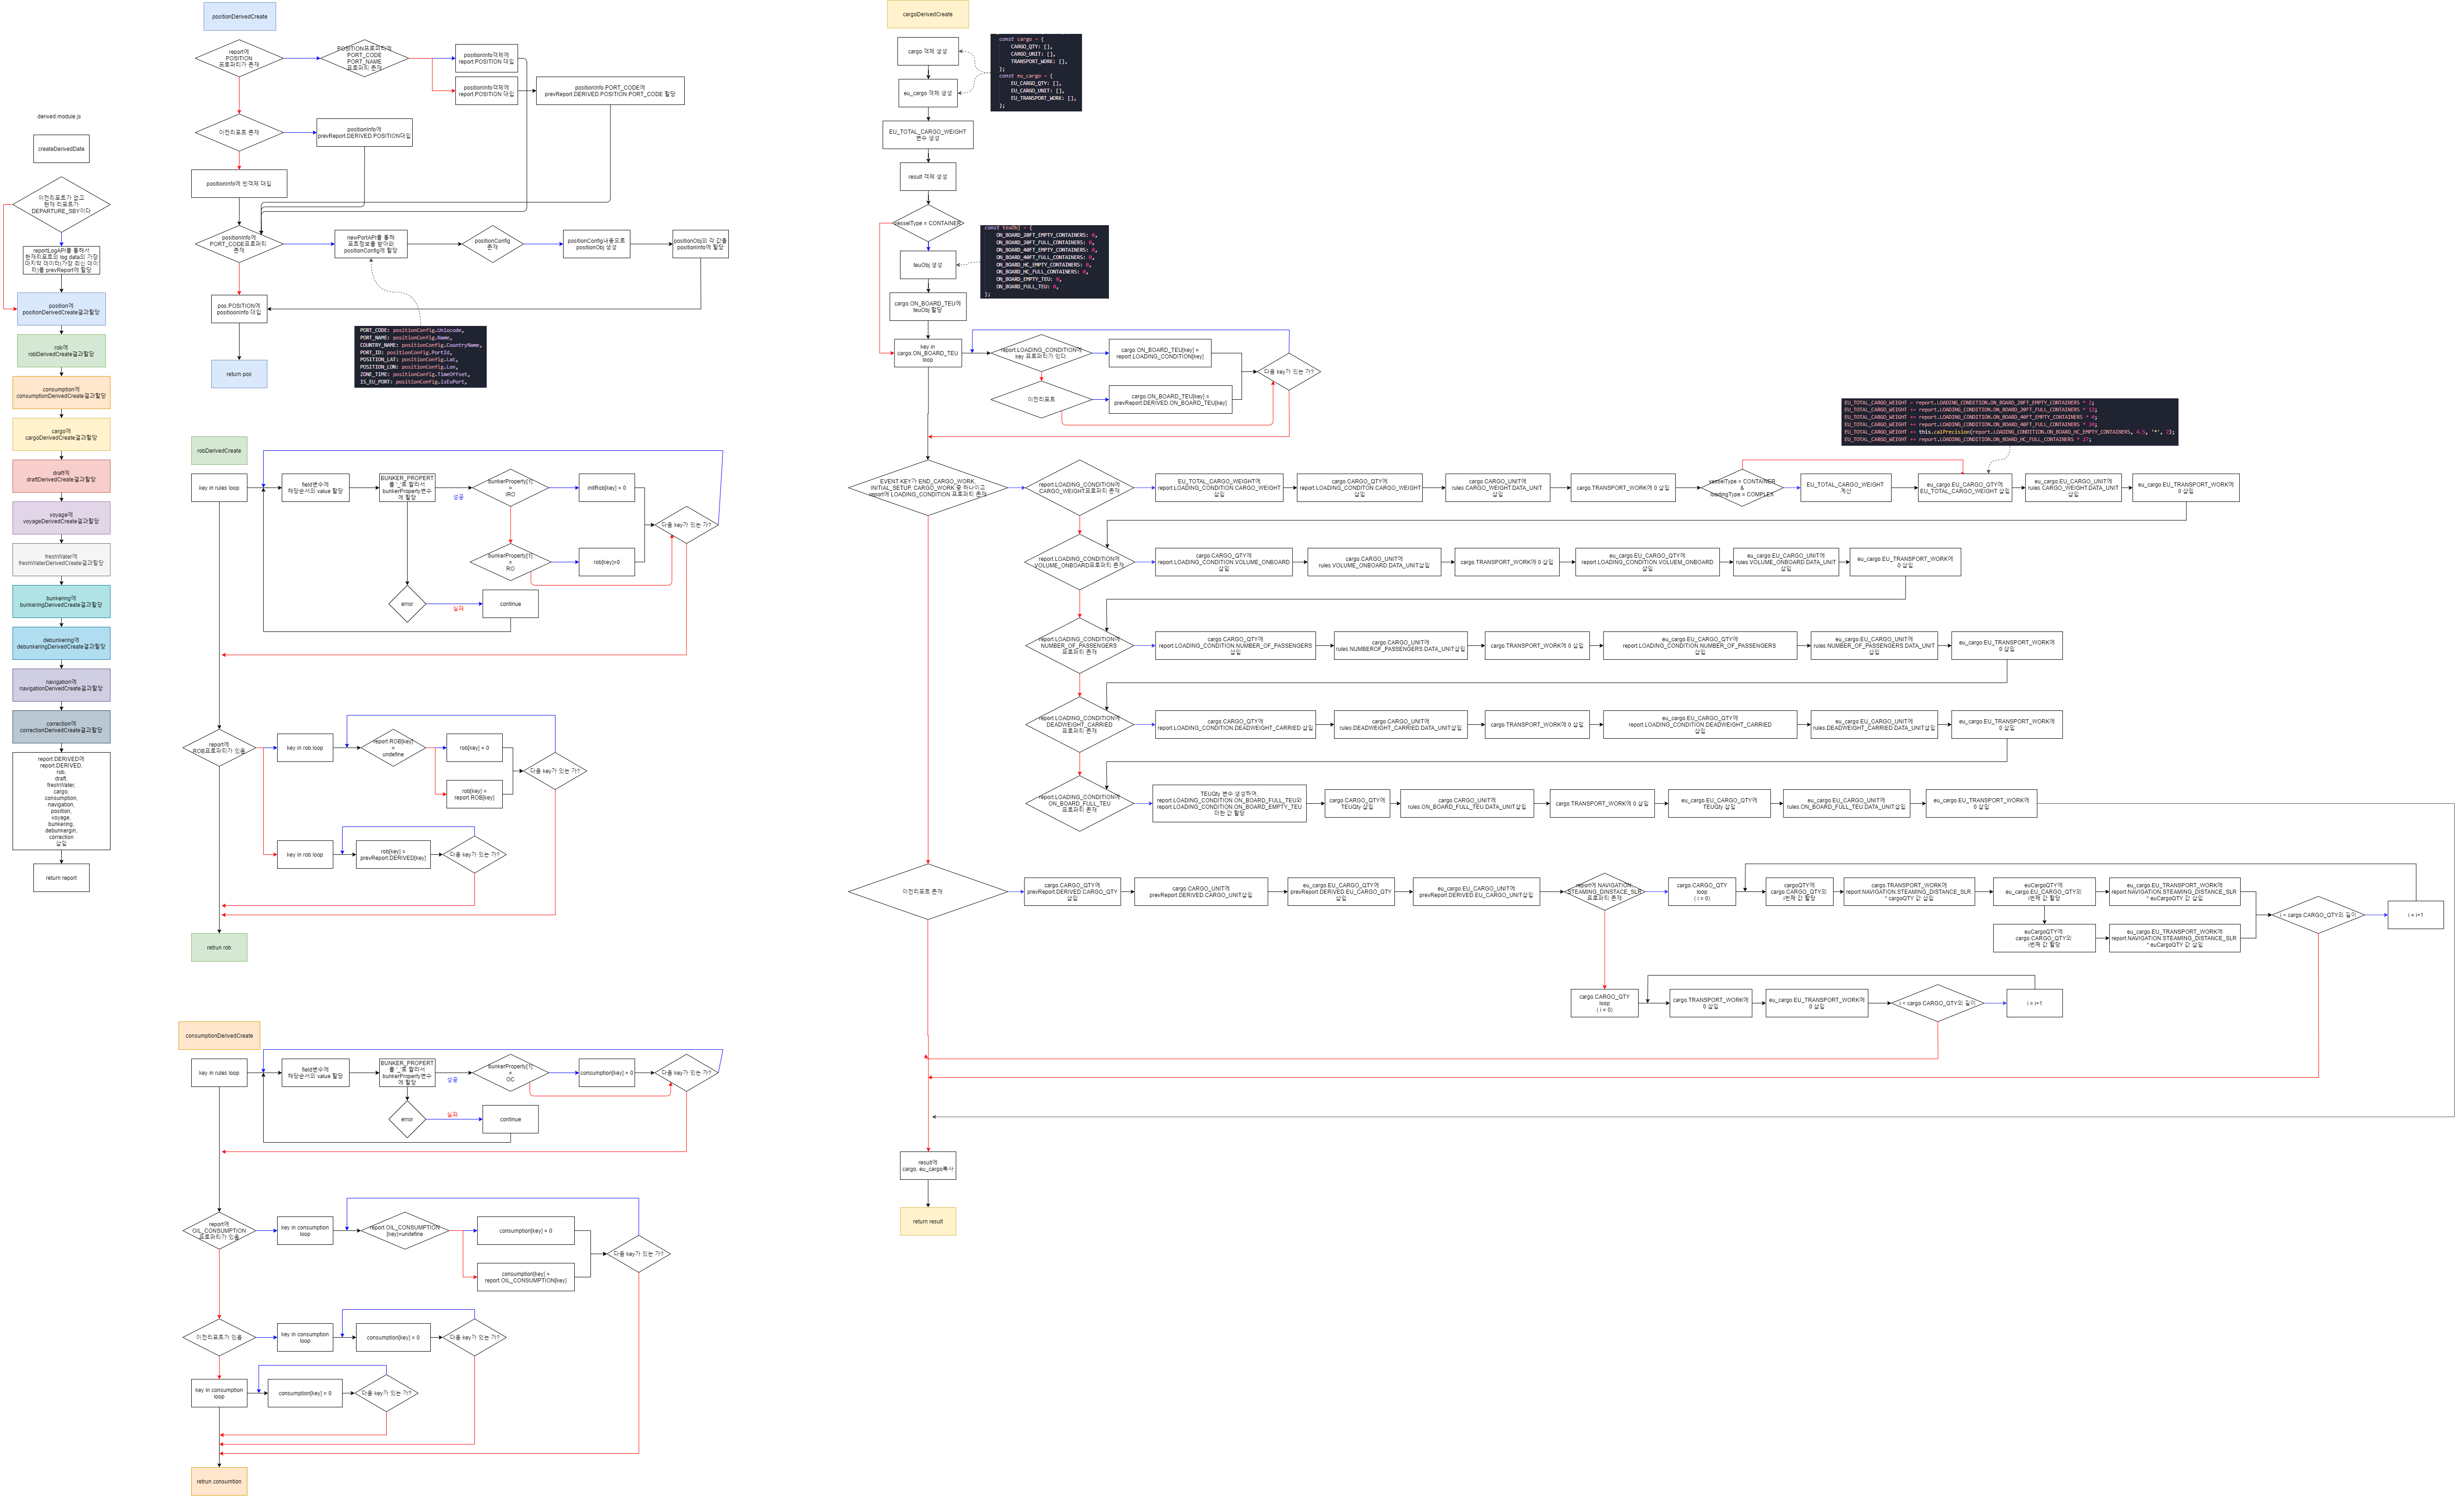 derived.module.js
createDerivedDate
이전리포트가 없고
현재 리포트가
DEPARTURE_SBY이다
reportLogAPI를 통해서
현재리포트의 log data의 가장
마지막 데이터(가장 최신 데이
터)를 prevReport에 할당
position에
positionDerivedCreate결과할당
rob에
robDerivedCreate결과할당
consumption에
consumptionDerivedCreate결과할당
cargo에
cargoDerivedCreate결과할당
draft에
draftDerivedCreate결과할당
voyage에
voyageDerivedCreate결과할당
freshWater에
freshWaterDerivedCreate결과할당
bunkering에
bunkeringDerivedCreate결과할당
debunkering에
debunkeringDerivedCreate결과할당
navigation에
navigationDerivedCreate결과할당
correction에
correctionDerivedCreate결과할당
report.DERIVED에
report.DERIVED,
rob,
draft,
freshWater,
cargo,
consumption,
navigation,
position,
voyage,
bunkering,
debunkergin,
correction
삽입
return report
positionDerivedCreate
report에
POSITION
프로퍼티가 존재
POSITION프로퍼티에
PORT_CODE
PORT_NAME
프로퍼티 존재
positionInfo객체에
report.POSITION 대입
positionInfo객체에
report.POSITION 대입
positionInfo.PORT_CODE에
prevReport.DERIVED.POSITION.PORT_CODE 할당
이전리포트 존재
positionInfo에
prevReport.DERIVED.POSITION대입
positionInfo에 빈객체 대입
positionInfo에
PORT_CODE프로퍼티
존재
newPortAPI를 통해
포트정보를 받아와
positionConfig에 할당
positionConfig
존재
positionConfig내용으로
positionObj 생성
positionObj의 각 값을
positionInfo에 할당
pos.POSITION에
positioonInfo 대입
PORT_CODE: positionConfig.Unlocode,
PORT_NAME: positionConfig.Name,
COUNTRY_NAME: positionConfig.CountryName,
PORT_ID: positionConfig.PortId,
POSITION_LAT: positionConfig.Lat,
POSITION_LON: positionConfig.Lon,
ZONE_TIME: positionConfig.TimeOffset,
IS_EU_PORT: positionConfig.isEuPort,
return pos
robDerivedCreate
key in rules loop
field변수에
해당순서의 value 할당
BUNKER_PROPERT
를 '_'로 짤라서
bunkerProperty변수
에 할당
성공
bunkerProperty[1]
=
IRO
initRob[key] = 0
다음 key가 있는 가?
bunkerProperty[1]
=
RO
rob[key]=0
error
실패
continue
report에
ROB프로퍼티가 있음
key in rob loop
report.ROB[key]
=
undefine
rob[key] = 0
rob[key] =
report.ROB[key]
다음 key가 있는 가?
key in rob loop
rob[key] =
prevReport.DERIVED[key]
다음 key가 있는 가?
retrun rob
consumptionDerivedCreate
key in rules loop
field변수에
해당순서의 value 할당
BUNKER_PROPERT
를 '_'로 짤라서
bunkerProperty변수
에 할당
성공
bunkerProperty[1]
=
OC
consumption[key] = 0
다음 key가 있는 가?
error
실패
continue
report에
OIL_CONSUMPTION
프로퍼티가 있음
key in consumption
loop
report.OIL_CONSUMPTION
[key]=undefine
consumption[key] = 0
consumption[key] =
report.OIL_CONSUMPTION[key]
다음 key가 있는 가?
이전리포트가 있음
key in consumption
loop
consumption[key] = 0
다음 key가 있는 가?
key in consumption
loop
consumption[key] = 0
다음 key가 있는 가?
retrun consumtion
cargoDerivedCreate
cargo 객체 생성
eu_cargo 객체 생성
const cargo = {
CARGO_QTY: [],
CARGO_UNIT: [],
TRANSPORT_WORK: [],
};
const eu_cargo = {
EU_CARGO_QTY: [],
EU_CARGO_UNIT: [],
EU_TRANSPORT_WORK: [],
};
EU_TOTAL_CARGO_WEIGHT
변수 생성
result 객체 생성
vesselType = CONTAINER
teuObj 생성
const teuObj = {
ON_BOARD_20FT_EMPTY_CONTAINERS: 0,
ON_BOARD_20FT_FULL_CONTAINERS: 0,
ON_BOARD_40FT_EMPTY_CONTAINERS: 0,
ON_BOARD_40FT_FULL_CONTAINERS: 0,
ON_BOARD_HC_EMPTY_CONTAINERS: 0,
ON_BOARD_HC_FULL_CONTAINERS: 0,
ON_BOARD_EMPTY_TEU: 0,
ON_BOARD_FULL_TEU: 0,
};
cargo.ON_BOARD_TEU에
teuObj 할당
key in
cargo.ON_BOARD_TEU
loop
report.LOADING_CONDITION에
key 프로퍼티가 있다
cargo.ON_BOARD_TEU[key] =
report.LOADING_CONDITION[key]
다음 key가 있는 가?
이전리포트
cargo.ON_BOARD_TEU[key] =
prevReport.DERIVED.ON_BOARD_TEU[key]
EU_TOTAL_CARGO_WEIGHT = report.LOADING_CONDITION.ON_BOARD_20FT_EMPTY_CONTAINERS * 2;
EU_TOTAL_CARGO_WEIGHT += report.LOADING_CONDITION.ON_BOARD_20FT_FULL_CONTAINERS * 12;
EU_TOTAL_CARGO_WEIGHT += report.LOADING_CONDITION.ON_BOARD_40FT_EMPTY_CONTAINERS * 4;
EU_TOTAL_CARGO_WEIGHT += report.LOADING_CONDITION.ON_BOARD_40FT_FULL_CONTAINERS * 24;
EU_TOTAL_CARGO_WEIGHT += this.calPrecision(report.LOADING_CONDITION.ON_BOARD_HC_EMPTY_CONTAINERS, 4.5, '*', 2);
EU_TOTAL_CARGO_WEIGHT += report.LOADING_CONDITION.ON_BOARD_HC_FULL_CONTAINERS * 27;
EVENT KEY가 END_CARGO_WORK,
INITIAL_SETUP, CARGO_WORK 중 하나이고
report에 LOADING_CONDITION 프로퍼티 존재
report.LOADING_CONDITION에
CARGO_WEIGHT프로퍼티 존재
EU_TOTAL_CARGO_WEIGHT에
report.LOADING_CONDITION.CARGO_WEIGHT
삽입
cargo.CARGO_QTY에
report.LOADING_CONDITON.CARGO_WEIGHT
삽입
cargo.CARGO_UNIT에
rules.CARGO_WEIGHT.DATA_UNIT
삽입
cargo.TRANSPORT_WORK에 0 삽입
vesselType = CONTAINER
&
loadingType = COMPLEX
EU_TOTAL_CARGO_WEIGHT
계산
eu_cargo.EU_CARGO_QTY에
EU_TOTAL_CARGO_WEIGHT 삽입
eu_cargo.EU_CARGO_UNIT에
rules.CARGO_WEIGHT.DATA_UNIT
삽입
eu_cargo.EU_TRANSPORT_WORK에
0 삽입
report.LOADING_CONDITION에
VOLUME_ONBOARD프로퍼티 존재
cargo.CARGO_QTY에
report.LOADING_CONDITION.VOLUME_ONBOARD
삽입
cargo.CARGO_UNIT에
rules.VOLUME_ONBOARD.DATA_UNIT삽입
cargo.TRANSPORT_WORK에 0 삽입
eu_cargo.EU_CARGO_QTY에
report.LOADING_CONDITION.VOLUEM_ONBOARD
삽입
eu_cargo.EU_CARGO_UNIT에
rules.VOLUME_ONBOARD.DATA_UNIT
삽입
eu_cargo.EU_TRANSPORT_WORK에
0 삽입
report.LOADING_CONDITION에
NUMBER_OF_PASSENGERS
프로퍼티 존재
cargo.CARGO_QTY에
report.LOADING_CONDITION.NUMBER_OF_PASSENGERS
삽입
cargo.CARGO_UNIT에
rules.NUMBEROF_PASSENGERS.DATA_UNIT삽입
cargo.TRANSPORT_WORK에 0 삽입
eu_cargo.EU_CARGO_QTY에
report.LOADING_CONDITION.NUMBER_OF_PASSENGERS
삽입
eu_cargo.EU_CARGO_UNIT에
rules.NUMBER_OF_PASSENGERS.DATA_UNIT
삽입
eu_cargo.EU_TRANSPORT_WORK에
0 삽입
report.LOADING_CONDITION에
DEADWEIGHT_CARRIED
프로퍼티 존재
cargo.CARGO_QTY에
report.LOADING_CONDITION.DEADWEIGHT_CARRIED 삽입
cargo.CARGO_UNIT에
rules.DEADWEIGHT_CARRIED.DATA_UNIT삽입
cargo.TRANSPORT_WORK에 0 삽입
eu_cargo.EU_CARGO_QTY에
report.LOADING_CONDITION.DEADWEIGHT_CARRIED
삽입
eu_cargo.EU_CARGO_UNIT에
rules.DEADWEIGHT_CARRIED.DATA_UNIT삽입
eu_cargo.EU_TRANSPORT_WORK에
0 삽입
report.LOADING_CONDITION에
ON_BOARD_FULL_TEU
프로퍼티 존재
TEUQty 변수 생성하여,
report.LOADING_CONDITION.ON_BOARD_FULL_TEU와
report.LOADING_CONDITION.ON_BOARD_EMPTY_TEU
더한 값 할당
cargo.CARGO_QTY에
TEUQty 삽입
cargo.CARGO_UNIT에
rules.ON_BOARD_FULL_TEU.DATA_UNIT삽입
cargo.TRANSPORT_WORK에 0 삽입
eu_cargo.EU_CARGO_QTY에
TEUQty 삽입
eu_cargo.EU_CARGO_UNIT에
rules.ON_BOARD_FULL_TEU.DATA_UNIT삽입
eu_cargo.EU_TRANSPORT_WORK에
0 삽입
이전리포트 존재
cargo.CARGO_QTY에
prevReport.DERIVED.CARGO_QTY
삽입
cargo.CARGO_UNIT에
prevReport.DERIVED.CARGO_UNIT삽입
eu_cargo.EU_CARGO_QTY에
prevReport.DERIVED.EU_CARGO_QTY
삽입
eu_cargo.EU_CARGO_UNIT에
prevReport.DERIVED.EU_CARGO_UNIT삽입
report에 NAVIGATION.
STEAMING_DINSTACE_SLR
프로퍼티 존재
cargo.CARGO_QTY
loop
( i = 0)
cargoQTY에
cargo.CARGO_QTY의
i번째 값 할당
cargo.TRANSPORT_WORK에
report.NAVIGATION.STEAMING_DISTANCE_SLR
* cargoQTY 값 삽입
euCargoQTY에
eu_cargo.EU_CARGO_QTY의
i번째 값 할당
eu_cargo.EU_TRANSPORT_WORK에
report.NAVIGATION.STEAMING_DISTANCE_SLR
* euCargoQTY 값 삽입
i < cargo.CARGO_QTY의 길이
i = i+1
euCargoQTY에
cargo.CARGO_QTY의
i번째 값 할당
eu_cargo.EU_TRANSPORT_WORK에
report.NAVIGATION.STEAMING_DISTANCE_SLR
* euCargoQTY 값 삽입
cargo.CARGO_QTY
loop
( i = 0)
cargo.TRANSPORT_WORK에
0 삽입
eu_cargo.EU_TRANSPORT_WORK에
0 삽입
i < cargo.CARGO_QTY의 길이
i = i+1
result에
cargo, eu_cargo복사
return result